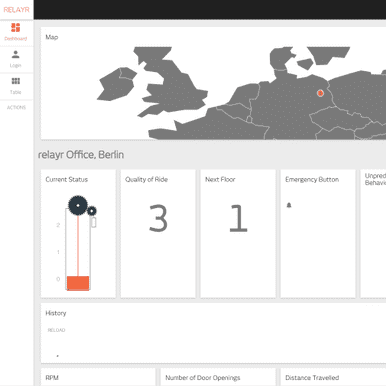 RELAYR
Dashboard
Login
Table
ACTIONS
Map
relayr Office, Berlin
Current Status
2
1
0
Quality of Ride
3
Next Floor
1
Emergency Button
Unpred
Behavio
History
RELOAD
RPM
Number of Door Openings
Distance Travelled